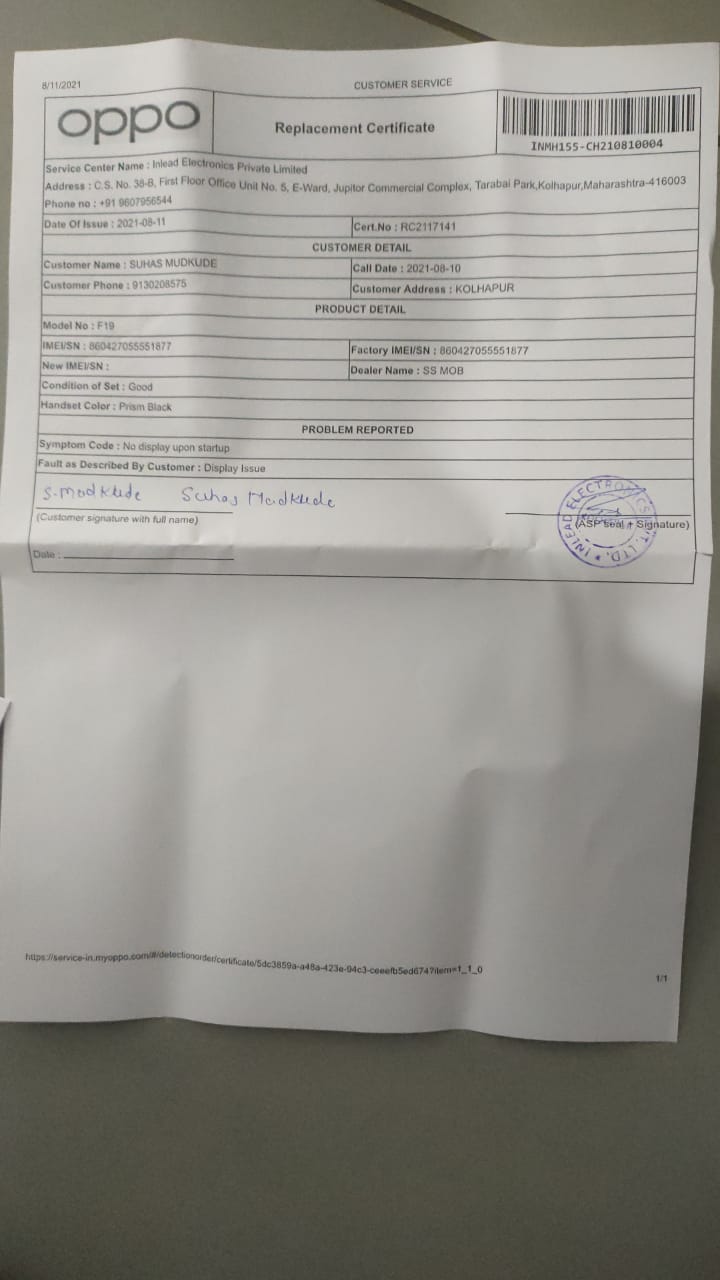 8/11/2021 CUSTOMER SERVICE
oppo
Replacement Certificate
INMH155-CH210810004
Service Center Name : Inlead Electronics Private Limited
Address : C.S. No. 38-B, First Floor Office Unit No. 5, E-Ward, Jupitor Commercial Complex, Tarabai Park,Kolhapur,Maharashtra-416003
Phone no : +91 9607956544
Date Of Issue : 2021-08-11 Cert.No : RC2117141
CUSTOMER DETAIL
Customer Name : SUHAS MUDKUDE Call Date : 2021-08-10
Customer Phone : 9130208575 Customer Address : KOLHAPUR
PRODUCT DETAIL
Model No : F19
IMEI/SN : 860427055551877 Factory IMEI/SN : 860427055551877
New IMEI/SN : Dealer Name : SS MOB
Condition of Set : Good
Handset Color : Prism Black
PROBLEM REPORTED
Symptom Code : No display upon startup
Fault as Described By Customer : Display Issue
S.Mudkude Suhas Mudkude
(Customer signature with full name) (ASP seal + Signature)
INLEAD ELECTRONICS PVT. LTD. *
Date :
https://service-in.myoppo.com/#/detectionorder/certificate/5dc3859a-a48a-423e-94c3-ceeefb5ed674?item=1_1_0
1/1